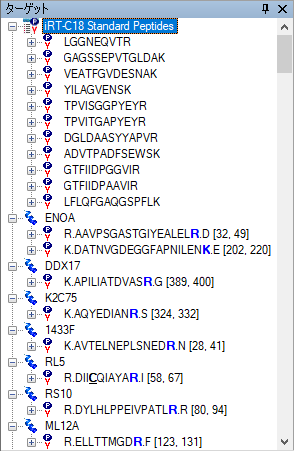 ターゲット
iRT-C18 Standard Peptides
LGGNEQVTR
GAGSSEPVTGLDAK
VEATFGVDESNAK
YILAGVENSK
TPVISGGPYEYR
TPVITGAPYEYR
DGLDAASYYAPVR
ADVTPADFSEWSK
GTFIIDPGGVIR
GTFIIDPAAVIR
LFLQFGAQGSPFLK
ENOA
R.AAVPSGASTGIYEALELR.D [32, 49]
K.DATNVGDEGGFAPNILENK.E [202, 220]
DDX17
K.APILIATDVASR.G [389, 400]
K2C75
K.AQYEDIANR.S [324, 332]
1433F
K.AVTELNEPLSNEDR.N [28, 41]
RL5
R.DIICQIAYAR.I [58, 67]
RS10
R.DYLHLPPEIVPATLR.R [80, 94]
ML12A
R.ELLTTMGDR.F [123, 131]